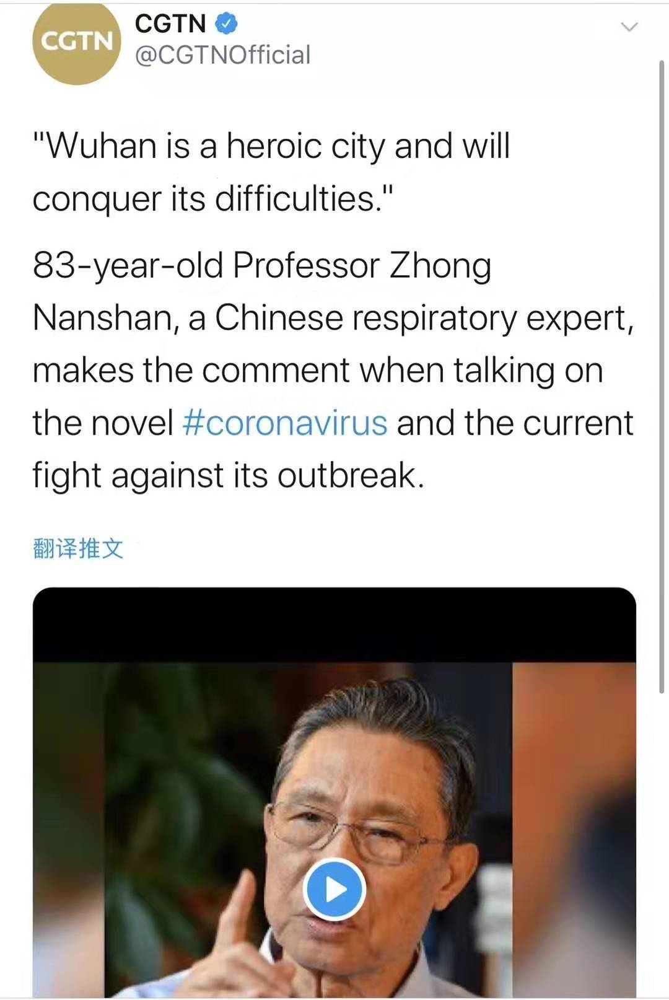 CGTN
CGTN
@CGTNOfficial
"Wuhan is a heroic city and will
conquer its difficulties."
83-year-old Professor Zhong
Nanshan, a Chinese respiratory expert,
makes the comment when talking on
the novel #coronavirus and the current
fight against its outbreak.
翻译推文